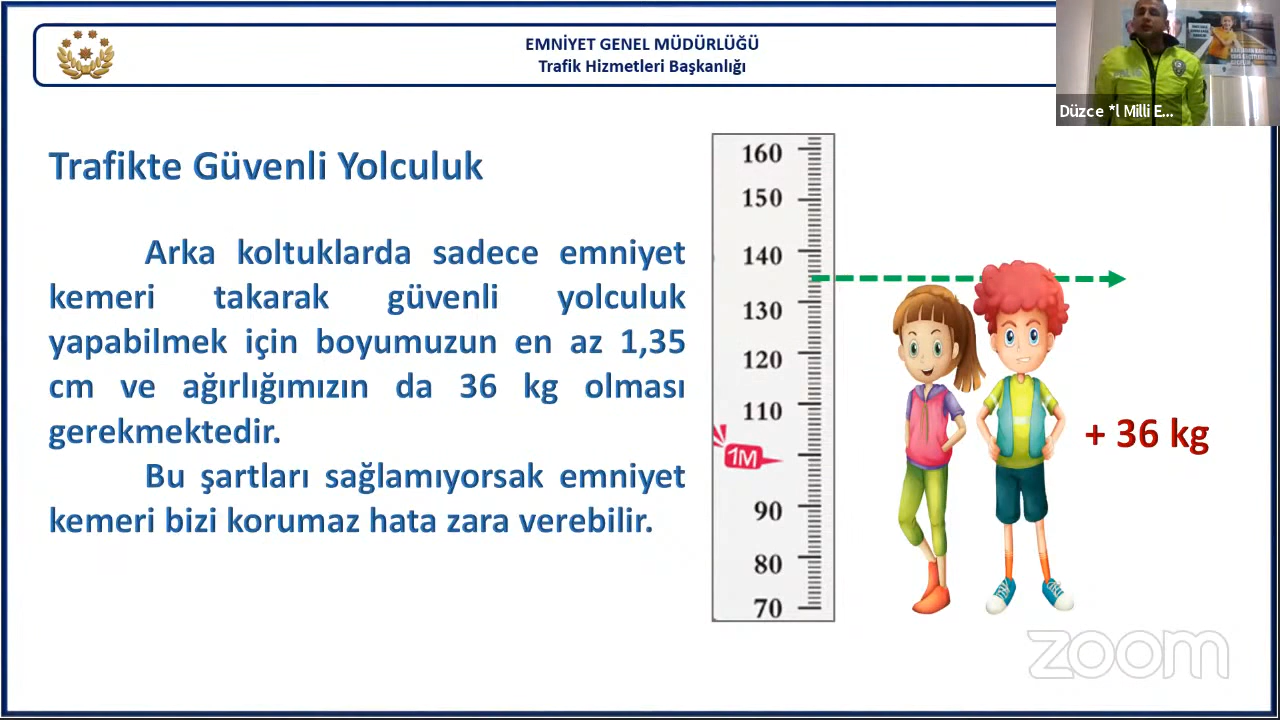 EMNİYET GENEL MÜDÜRLÜĞÜ
Trafik Hizmetleri Başkanlığı
Düzce *l Milli E...
Trafikte Güvenli Yolculuk
Arka koltuklarda sadece emniyet
kemeri takarak güvenli yolculuk
yapabilmek için boyumuzun en az 1,35
cm ve ağırlığımızın da 36 kg olması
gerekmektedir.
Bu şartları sağlamıyorsak emniyet
kemeri bizi korumaz hata zara verebilir.
160
150
140
130
120
110
1M
90
80
70
+ 36 kg
zoom